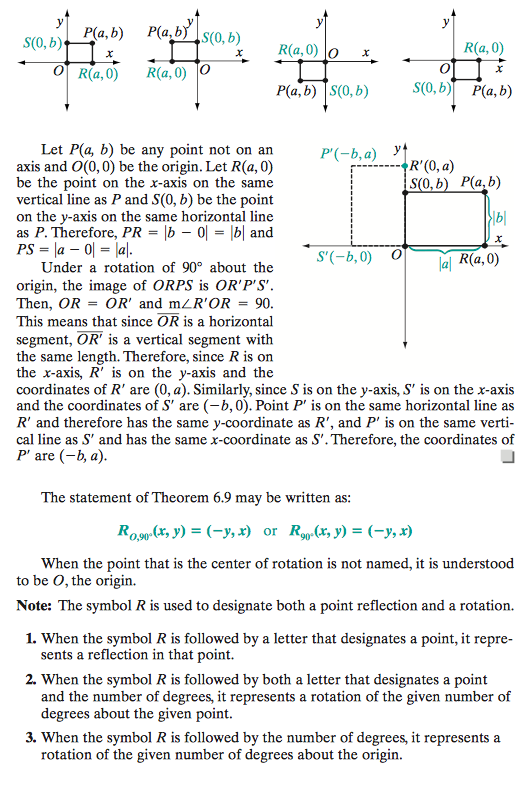 y
P(a, b)
S(0, b)
x
O
R(a, 0)
P(a, b)
y
S(0, b)
x
R(a, 0)
O
y
R(a, 0)
O
x
P(a, b)
S(0, b)
y
R(a, 0)
O
x
S(0, b)
P(a, b)
Let P(a, b) be any point not on an
axis and O(0, 0) be the origin. Let R(a, 0)
be the point on the x-axis on the same
vertical line as P and S(0, b) be the point
on the y-axis on the same horizontal line
as P. Therefore, PR = |b − 0| = |b| and
PS = |a − 0| = |a|.
Under a rotation of 90° about the
origin, the image of ORPS is OR′P′S′.
Then, OR = OR′ and m∠R′OR = 90.
This means that since O̅R̅ is a horizontal
segment, O̅R̅′ is a vertical segment with
the same length. Therefore, since R is on
the x-axis, R′ is on the y-axis and the
coordinates of R′ are (0, a). Similarly, since S is on the y-axis, S′ is on the x-axis
and the coordinates of S′ are (−b, 0). Point P′ is on the same horizontal line as
R′ and therefore has the same y-coordinate as R′, and P′ is on the same verti-
cal line as S′ and has the same x-coordinate as S′. Therefore, the coordinates of
P′ are (−b, a).
P′(−b, a)
y
R′(0, a)
S(0, b)
P(a, b)
|b|
x
S′(−b, 0)
O
|a|
R(a, 0)
The statement of Theorem 6.9 may be written as:
R_{O,90°}(x, y) = (−y, x) or R_{90°}(x, y) = (−y, x)
When the point that is the center of rotation is not named, it is understood
to be O, the origin.
Note: The symbol R is used to designate both a point reflection and a rotation.
1. When the symbol R is followed by a letter that designates a point, it repre-
sents a reflection in that point.
2. When the symbol R is followed by both a letter that designates a point
and the number of degrees, it represents a rotation of the given number of
degrees about the given point.
3. When the symbol R is followed by the number of degrees, it represents a
rotation of the given number of degrees about the origin.